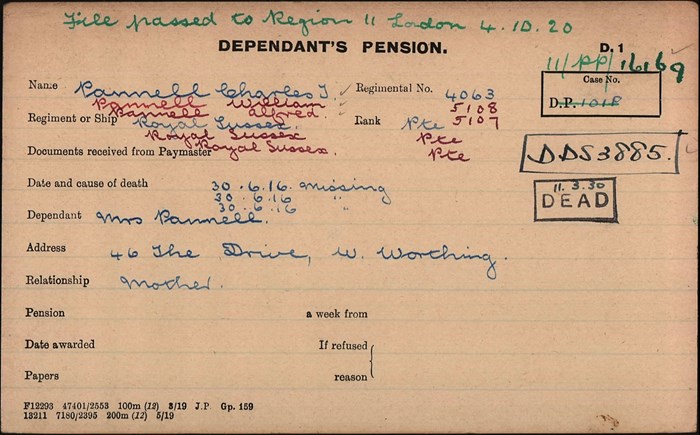 File passed to Region 11 London 4.10.20
DEPENDANT'S PENSION.
D. 1
11/PP/16169
Case No.
D.P. 1018
Name Pannell Charles T. Regimental No. 4063
Pannell William 5108
Pannell Alfred. 5107
Regiment or Ship Royal Sussex. Rank Pte
Royal Sussex Pte
Documents received from Paymaster Royal Sussex. Pte
DDS3885.
Date and cause of death 30.6.16. missing
30.6.16 "
30.6.16 "
11.3.30
DEAD
Dependant Mrs Pannell.
Address 46 The Drive, W. Worthing.
Relationship Mother.
Pension a week from
Date awarded If refused
Papers reason
F12293 47401/2553 100m (12) 3/19 J.P. Gp. 159
13211 7180/2395 200m (12) 5/19